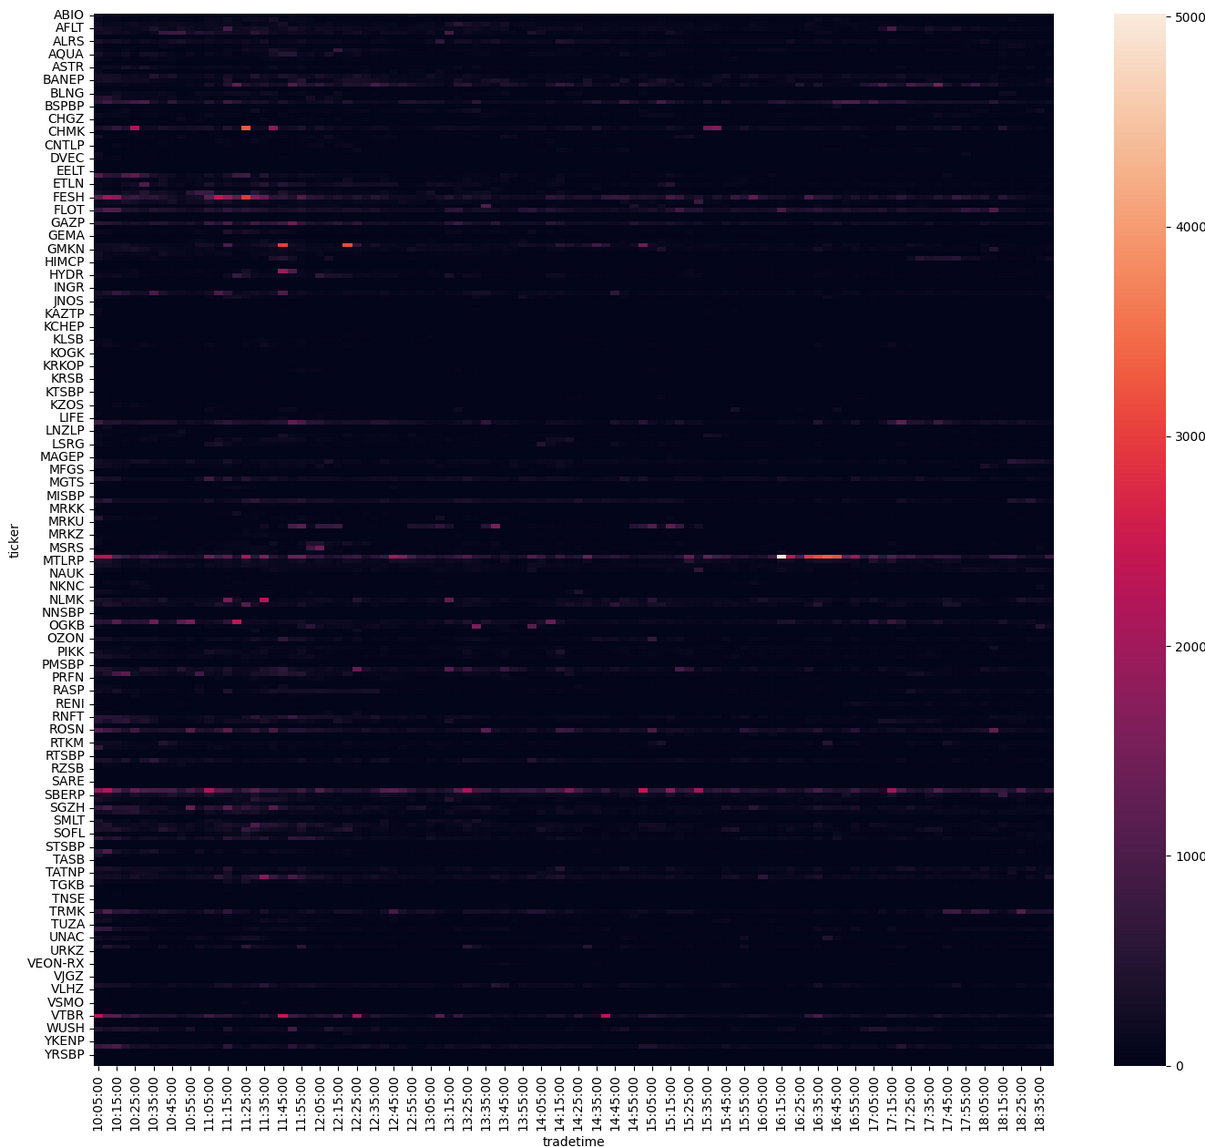 ABIO
AFLT
ALRS
AQUA
ASTR
BANEP
BLNG
BSPBP
CHGZ
CHMK
CNTLP
DVEC
EELT
ETLN
FESH
FLOT
GAZP
GEMA
GMKN
HIMCP
HYDR
INGR
JNOS
KAZTP
KCHEP
KLSB
KOGK
KRKOP
KRSB
KTSBP
KZOS
LIFE
LNZLP
LSRG
MAGEP
MFGS
MGTS
MISBP
MRKK
MRKU
MRKZ
MSRS
MTLRP
NAUK
NKNC
NLMK
NNSBP
OGKB
OZON
PIKK
PMSBP
PRFN
RASP
RENI
RNFT
ROSN
RTKM
RTSBP
RZSB
SARE
SBERP
SGZH
SMLT
SOFL
STSBP
TASB
TATNP
TGKB
TNSE
TRMK
TUZA
UNAC
URKZ
VEON-RX
VJGZ
VLHZ
VSMO
VTBR
WUSH
YKENP
YRSBP
ticker
10:05:00
10:15:00
10:25:00
10:35:00
10:45:00
10:55:00
11:05:00
11:15:00
11:25:00
11:35:00
11:45:00
11:55:00
12:05:00
12:15:00
12:25:00
12:35:00
12:45:00
12:55:00
13:05:00
13:15:00
13:25:00
13:35:00
13:45:00
13:55:00
14:05:00
14:15:00
14:25:00
14:35:00
14:45:00
14:55:00
15:05:00
15:15:00
15:25:00
15:35:00
15:45:00
15:55:00
16:05:00
16:15:00
16:25:00
16:35:00
16:45:00
16:55:00
17:05:00
17:15:00
17:25:00
17:35:00
17:45:00
17:55:00
18:05:00
18:15:00
18:25:00
18:35:00
tradetime
5000
4000
3000
2000
1000
0